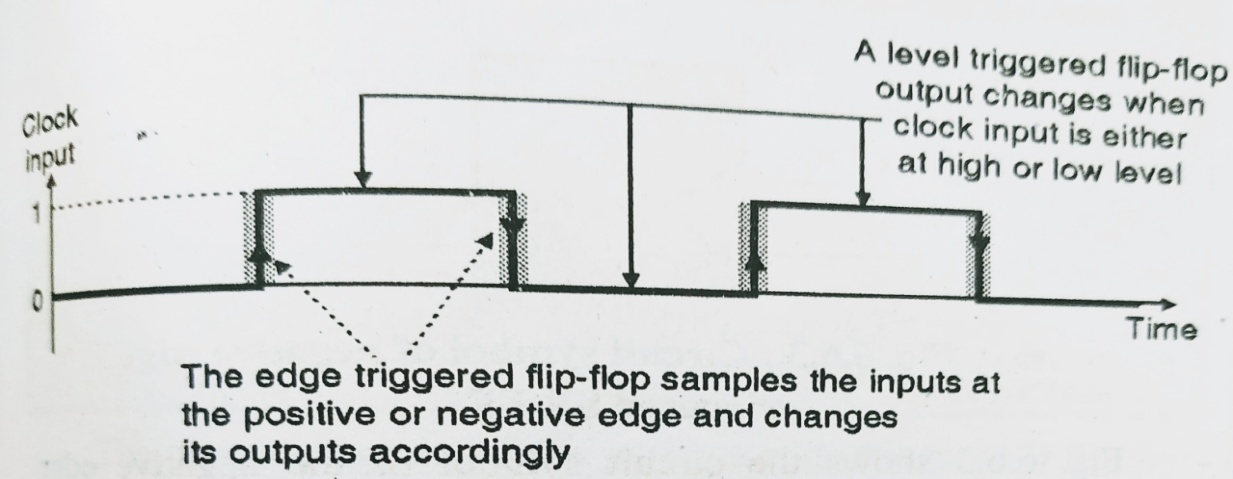 A level triggered flip-flop
output changes when
clock input is either
at high or low level
Clock
input
1
0
Time
The edge triggered flip-flop samples the inputs at
the positive or negative edge and changes
its outputs accordingly